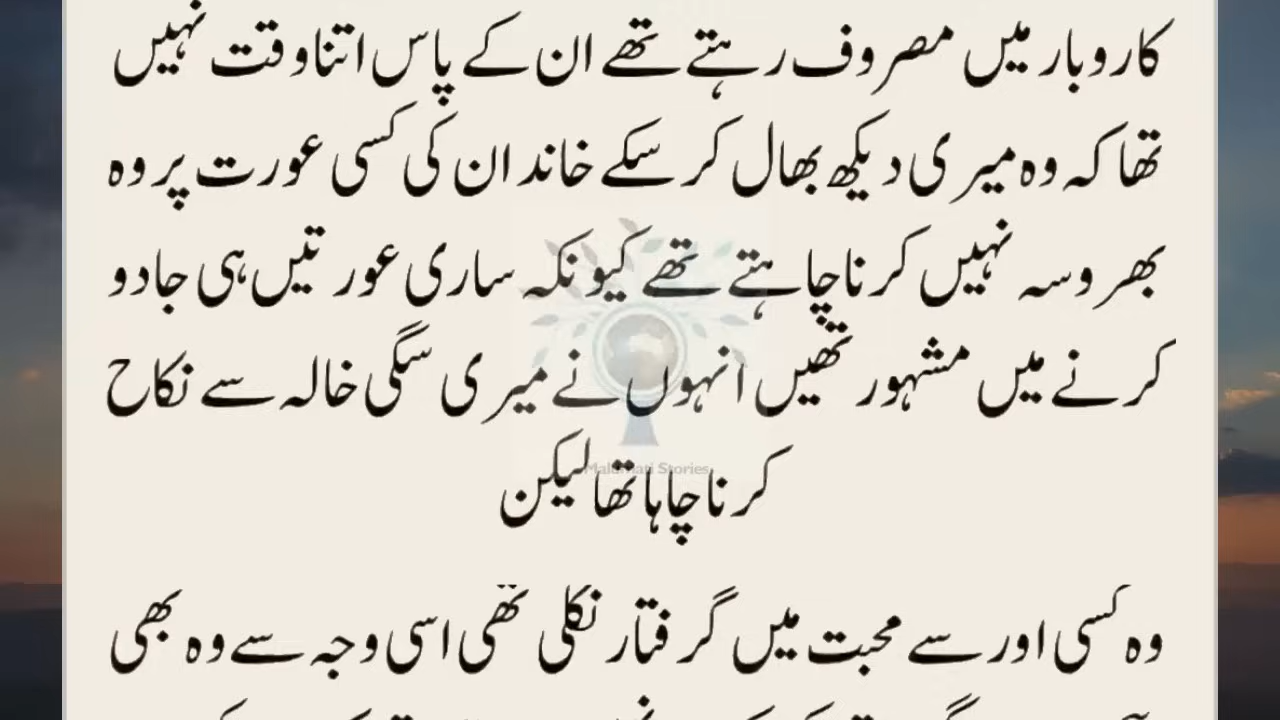 کاروبار میں مصروف رہتے تھے ان کے پاس اتنا وقت نہیں
تھا کہ وہ میری دیکھ بھال کر سکے خاندان کی کسی عورت پر وہ
بھروسہ نہیں کرنا چاہتے تھے کیونکہ ساری عورتیں ہی جادو
کرنے میں مشہور تھیں انہوں نے میری سگی خالہ سے نکاح
کرنا چاہا تھا لیکن
Malumati Stories
وہ کسی اور سے محبت میں گرفتار نکلی تھی اسی وجہ سے وہ بھی